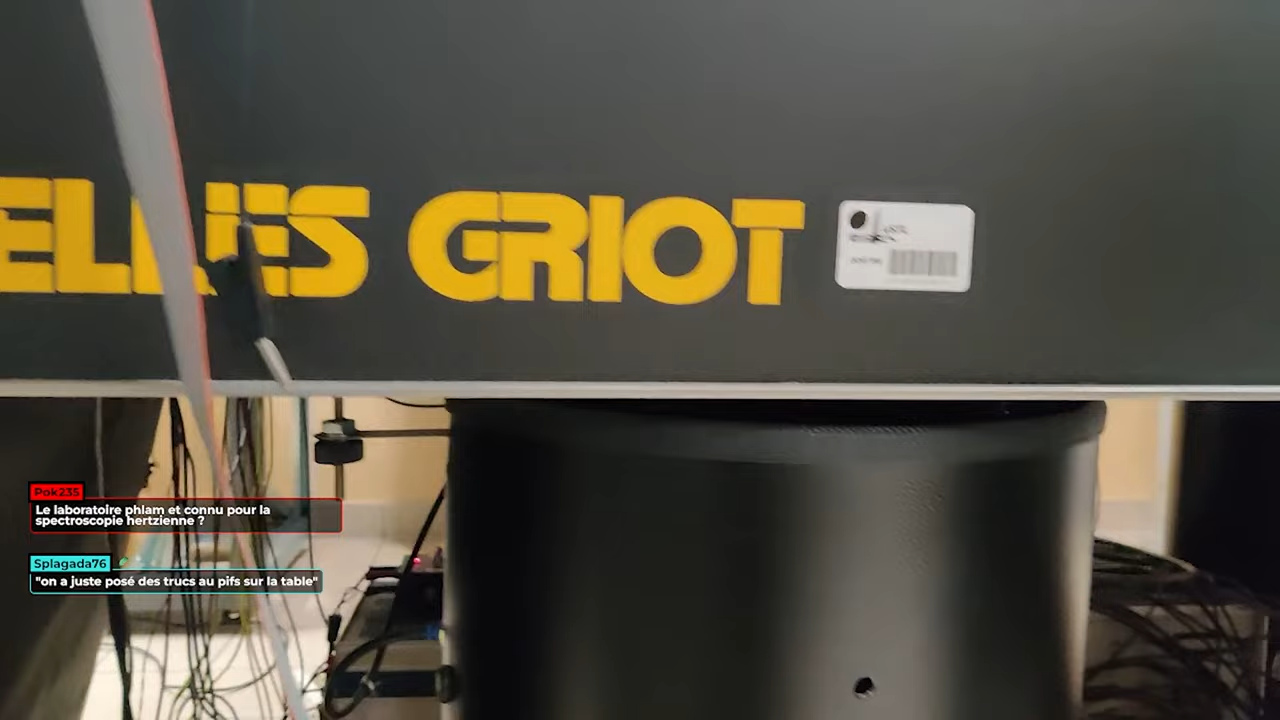 ELLES GRIOT
Pok235
Le laboratoire phlam et connu pour la
spectroscopie hertzienne ?
Splagada76
"on a juste posé des trucs au pifs sur la table"